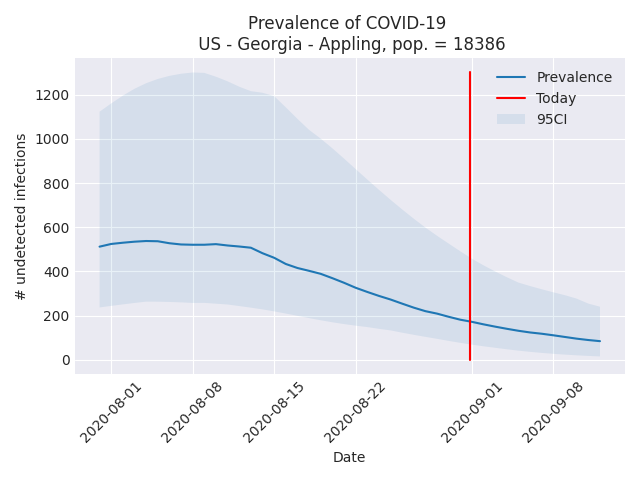 Prevalence of COVID-19
US - Georgia - Appling, pop. = 18386
Prevalence
Today
95CI
# undetected infections
1200
1000
800
600
400
200
0
2020-08-01
2020-08-08
2020-08-15
2020-08-22
2020-09-01
2020-09-08
Date